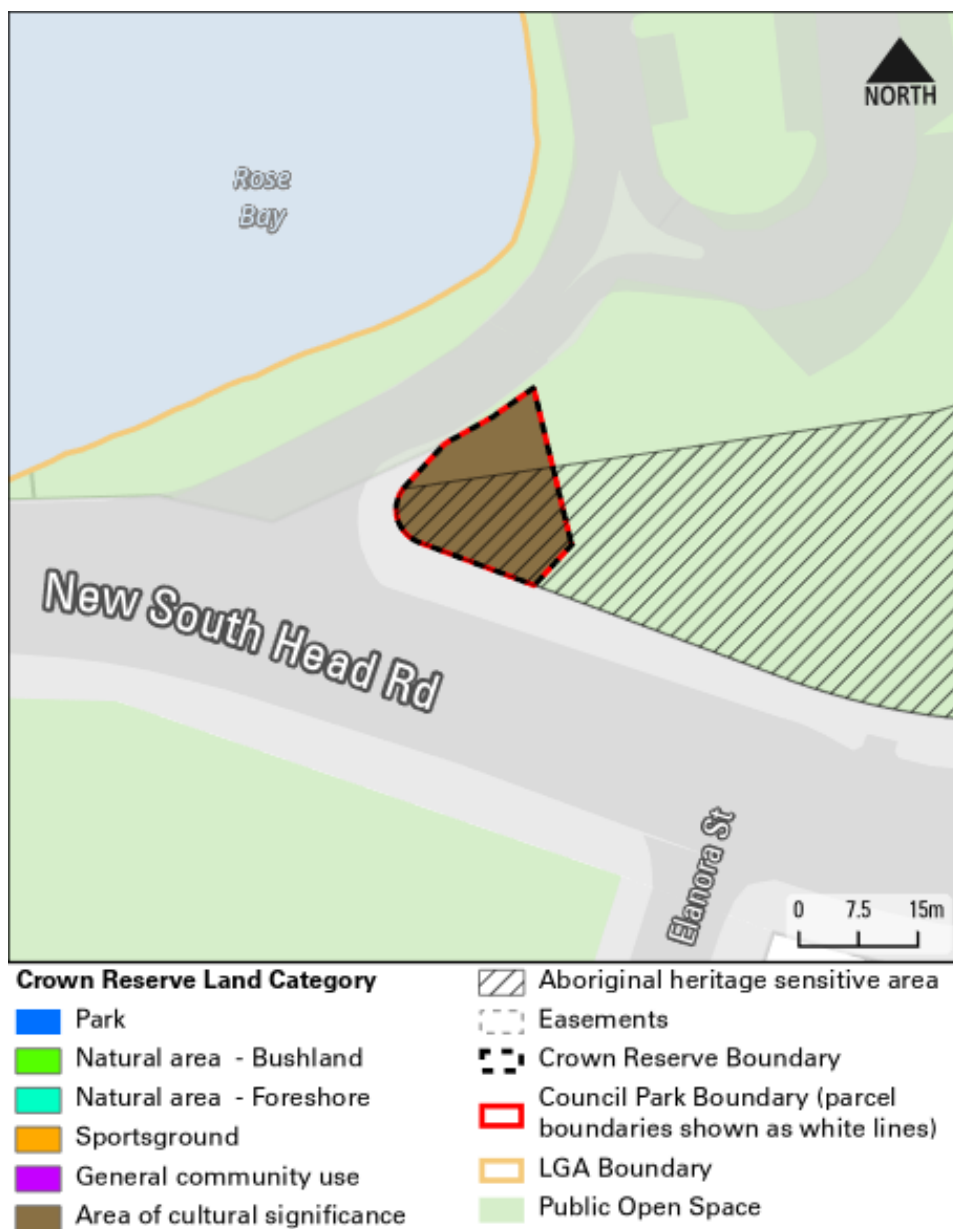 NORTH
Rose
Bay
New South Head Rd
Elanora St
0 7.5 15m
Crown Reserve Land Category
Park
Natural area - Bushland
Natural area - Foreshore
Sportsground
General community use
Area of cultural significance
Aboriginal heritage sensitive area
Easements
Crown Reserve Boundary
Council Park Boundary (parcel
boundaries shown as white lines)
LGA Boundary
Public Open Space